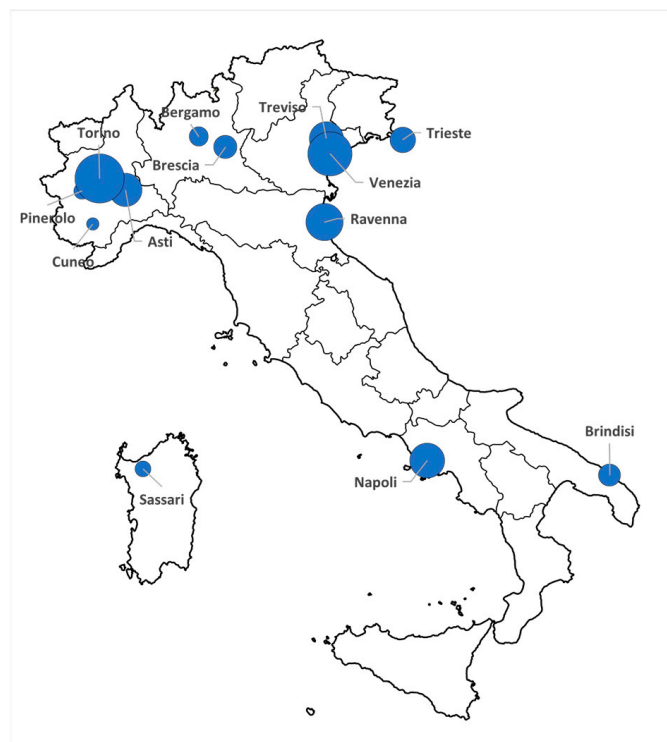 Bergamo
Treviso
Torino
Trieste
Brescia
Venezia
Pinerolo
Ravenna
Asti
Cuneo
Brindisi
Napoli
Sassari